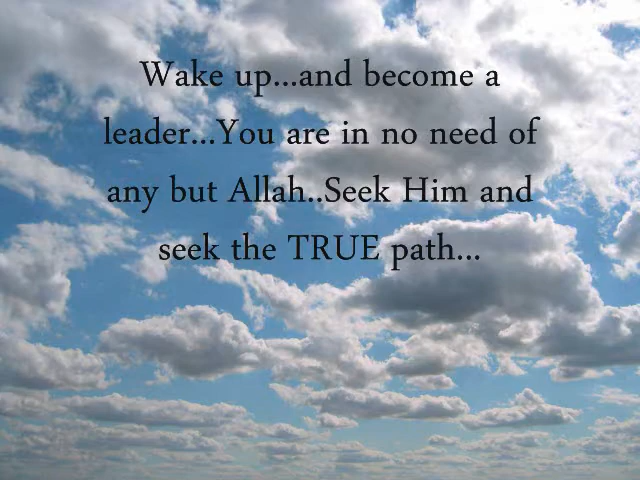 Wake up...and become a
leader...You are in no need of
any but Allah..Seek Him and
seek the TRUE path...